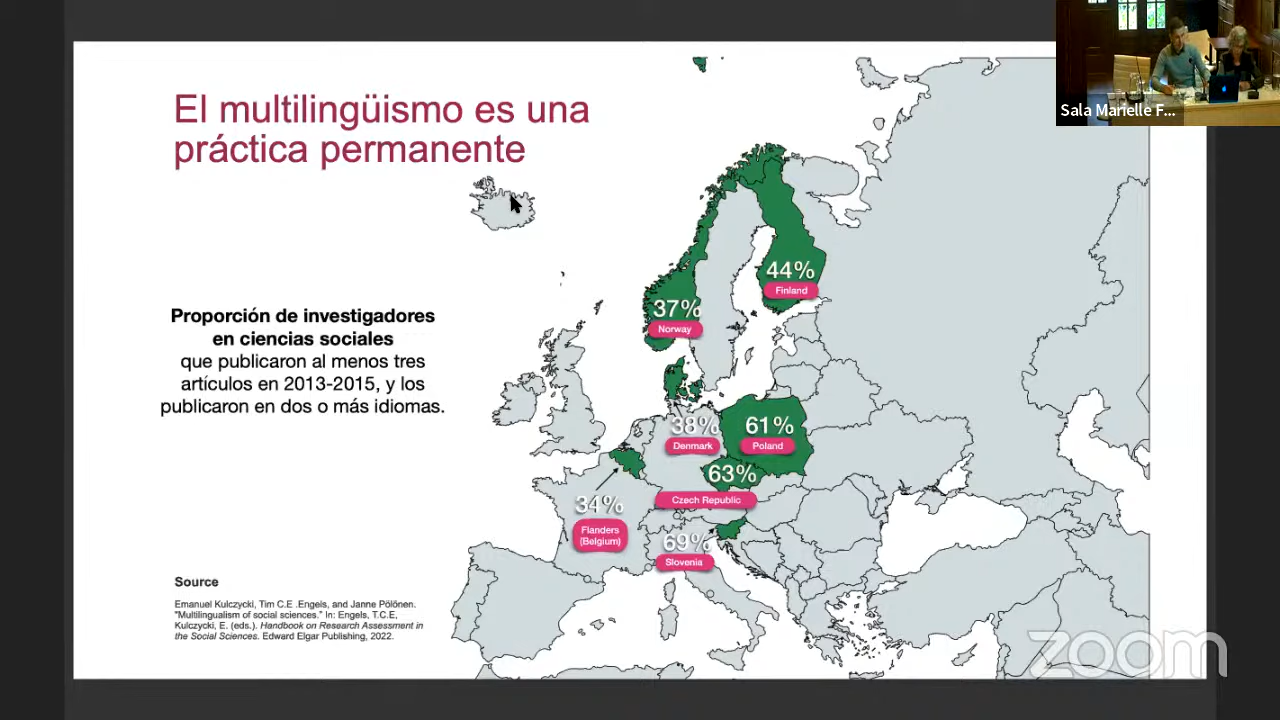 El multilingüismo es una
práctica permanente
Sala Marielle F...
Proporción de investigadores
en ciencias sociales
que publicaron al menos tres
artículos en 2013-2015, y los
publicaron en dos o más idiomas.
44%
Finland
37%
Norway
38%
Denmark
61%
Poland
63%
Czech Republic
34%
Flanders
(Belgium)
69%
Slovenia
Source
Emanuel Kulczycki, Tim C.E .Engels, and Janne Pölönen.
"Multilingualism of social sciences." In: Engels, T.C.E,
Kulczycki, E. (eds.). Handbook on Research Assessment in
the Social Sciences. Edward Elgar Publishing, 2022.
zoom